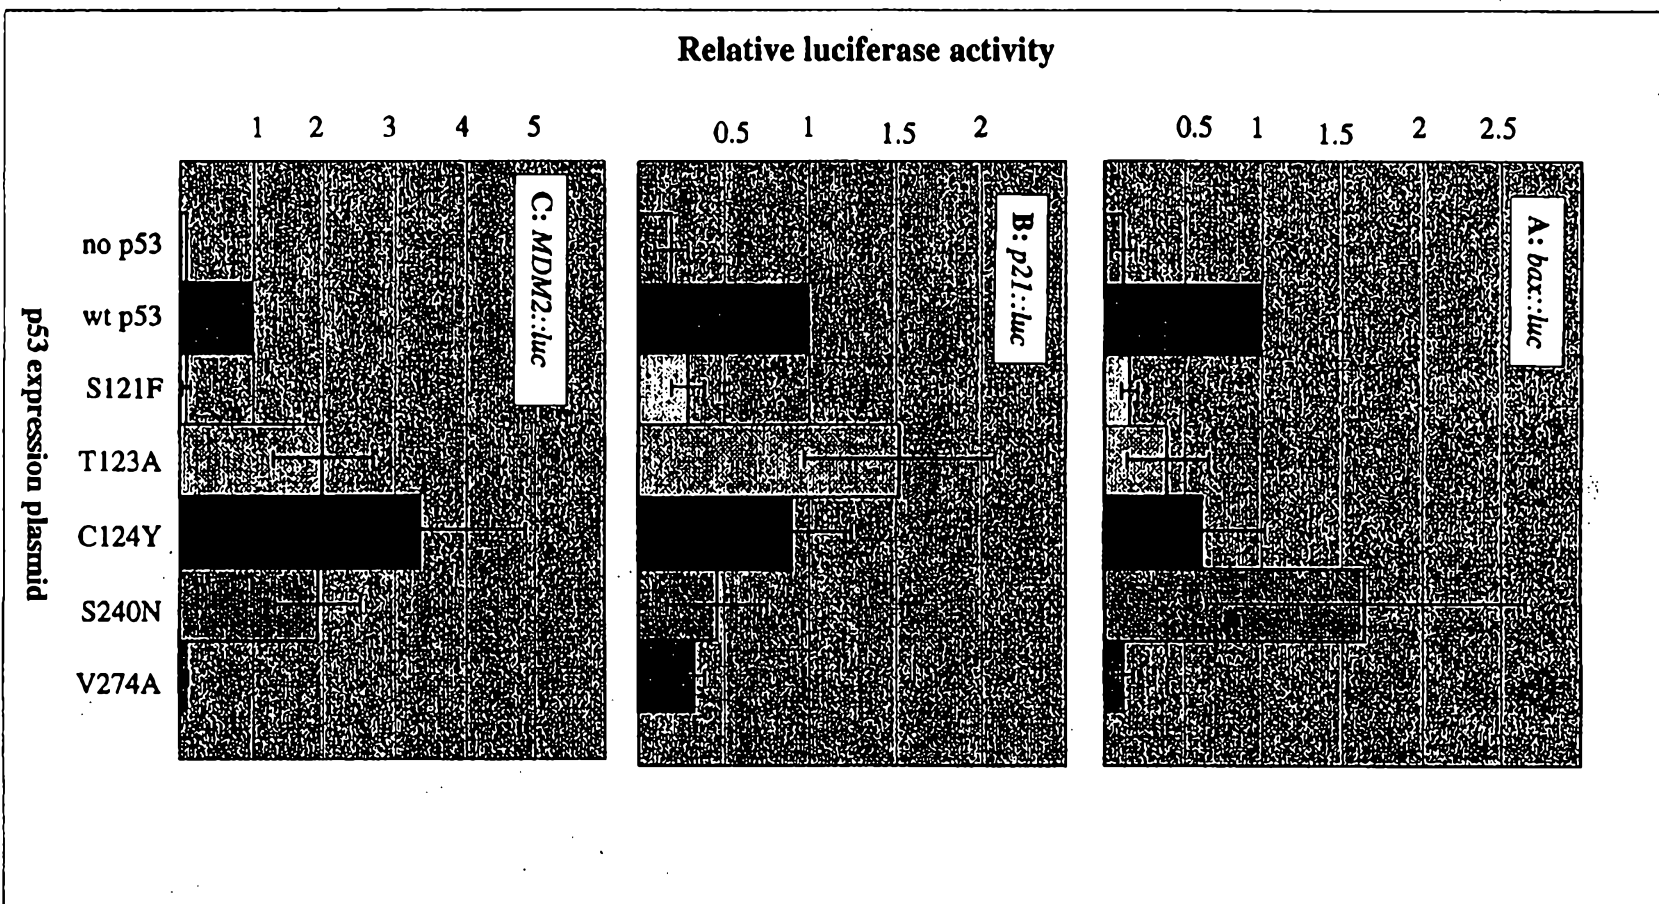 Relative luciferase activity
1 2 3 4 5
0.5 1 1.5 2
0.5 1 1.5 2 2.5
C: MDM2::luc
B: p21::luc
A: bax::luc
no p53
wt p53
S121F
T123A
C124Y
S240N
V274A
p53 expression plasmid